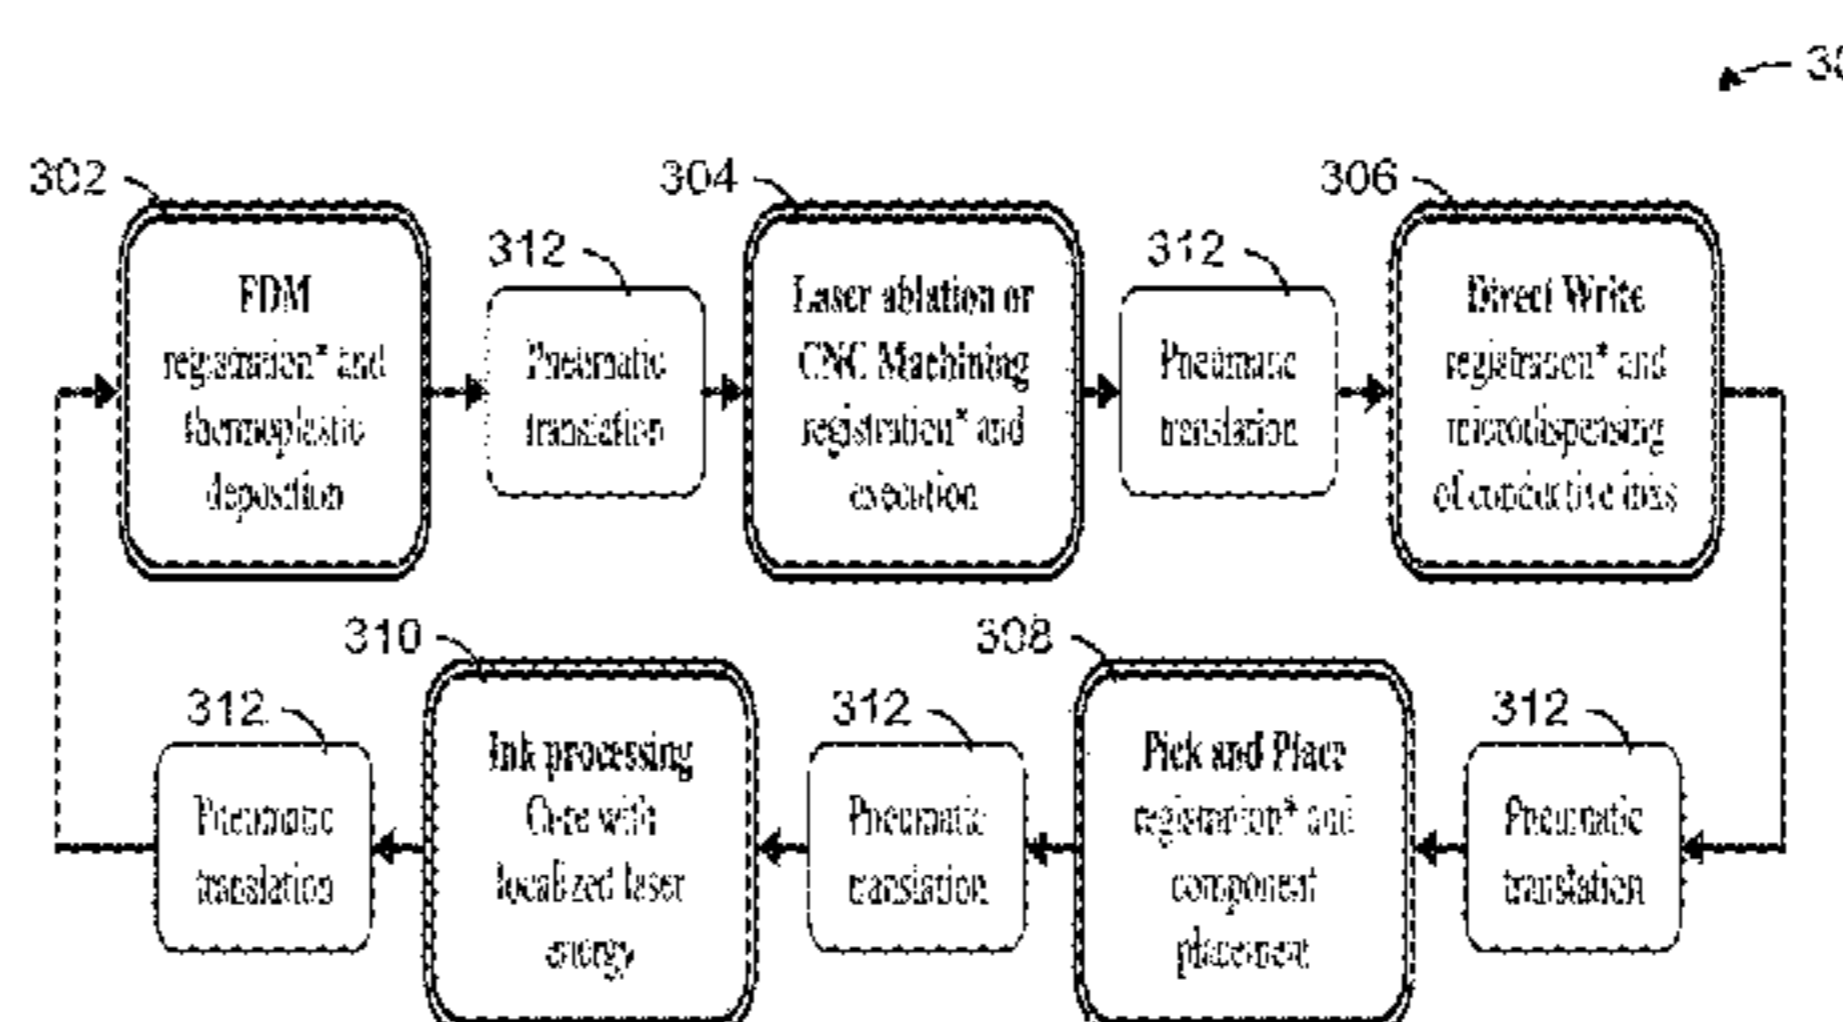 302
304
306
312
312
FDM
registration* and
thermoplastic
deposition
Pneumatic
translation
Laser ablation or
CNC Machining
registration* and
execution
Pneumatic
translation
Direct Write
registration* and
microdispensing
of conductive inks
310
308
312
312
312
Pneumatic
translation
Ink processing
Cure with
localized laser
energy
Pneumatic
translation
Pick and Place
registration* and
component
placement
Pneumatic
translation